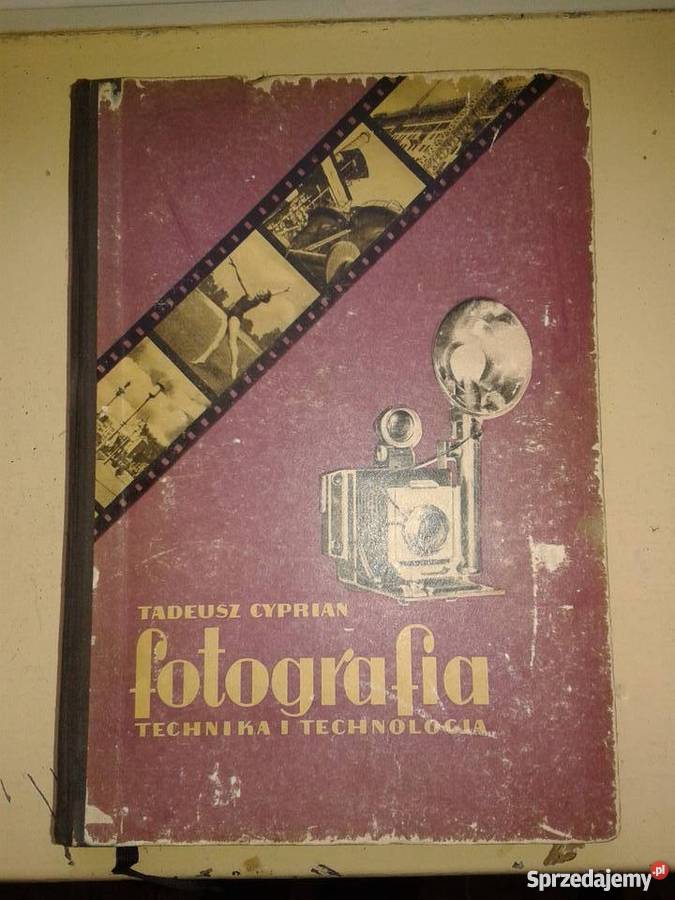 TADEUSZ CYPRIAN
fotografia
TECHNIKA I TECHNOLOGIA
Sprzedajemy.pl